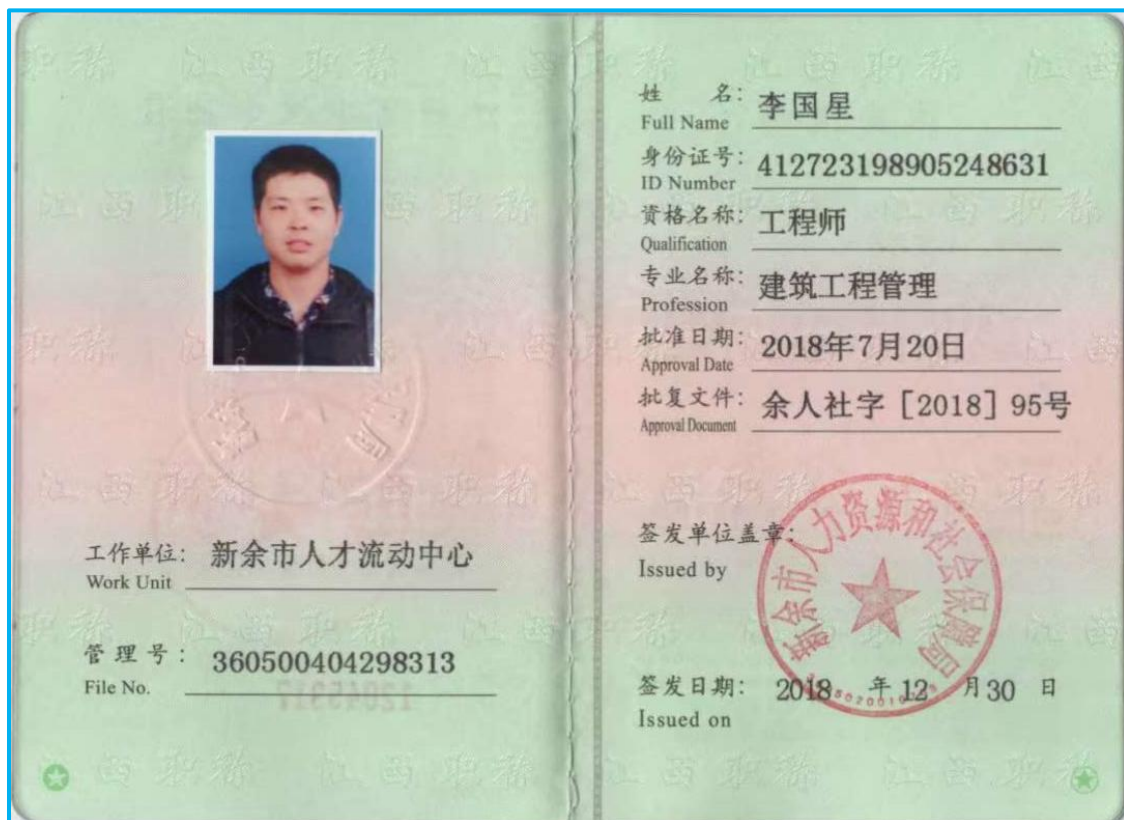 工作单位: 新余市人才流动中心
Work Unit
管 理 号: 360500404298313
File No.
姓 名: 李国星
Full Name
身份证号: 412723198905248631
ID Number
资格名称: 工程师
Qualification
专业名称: 建筑工程管理
Profession
批准日期: 2018年7月20日
Approval Date
批复文件: 余人社字［2018］95号
Approval Document
签发单位盖章:
Issued by
新余市人力资源和社会保障局
签发日期: 2018 年 12 月 30 日
Issued on
江西职称